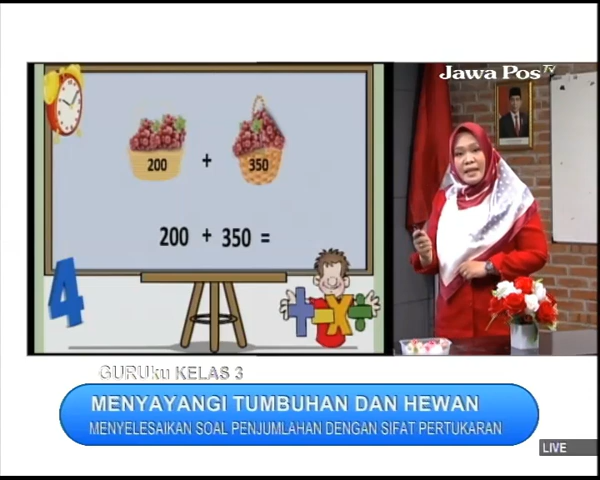 Jawa Pos TV
200 + 350
200 + 350 =
4
+ - x ÷
GURUku KELAS 3
MENYAYANGI TUMBUHAN DAN HEWAN
MENYELESAIKAN SOAL PENJUMLAHAN DENGAN SIFAT PERTUKARAN
LIVE